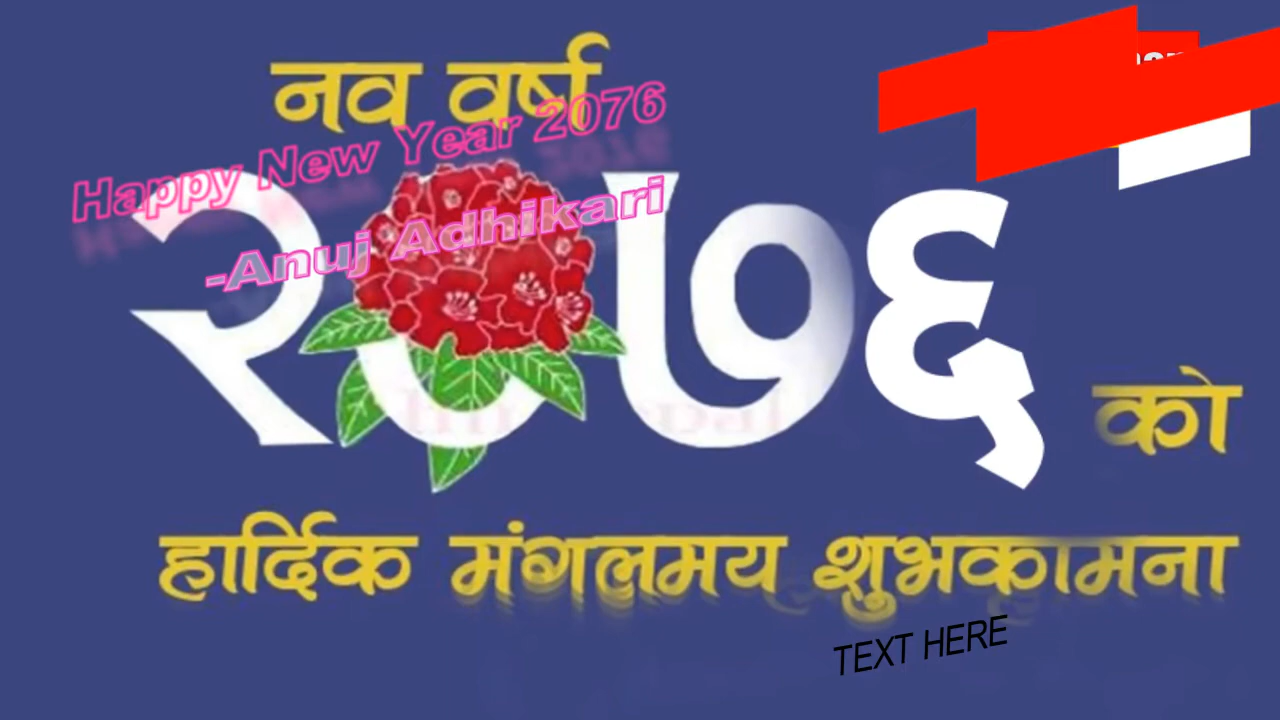 नव वर्ष
Happy New Year 2076
-Anuj Adhikari
२०७६ को
हार्दिक मंगलमय शुभकामना
TEXT HERE